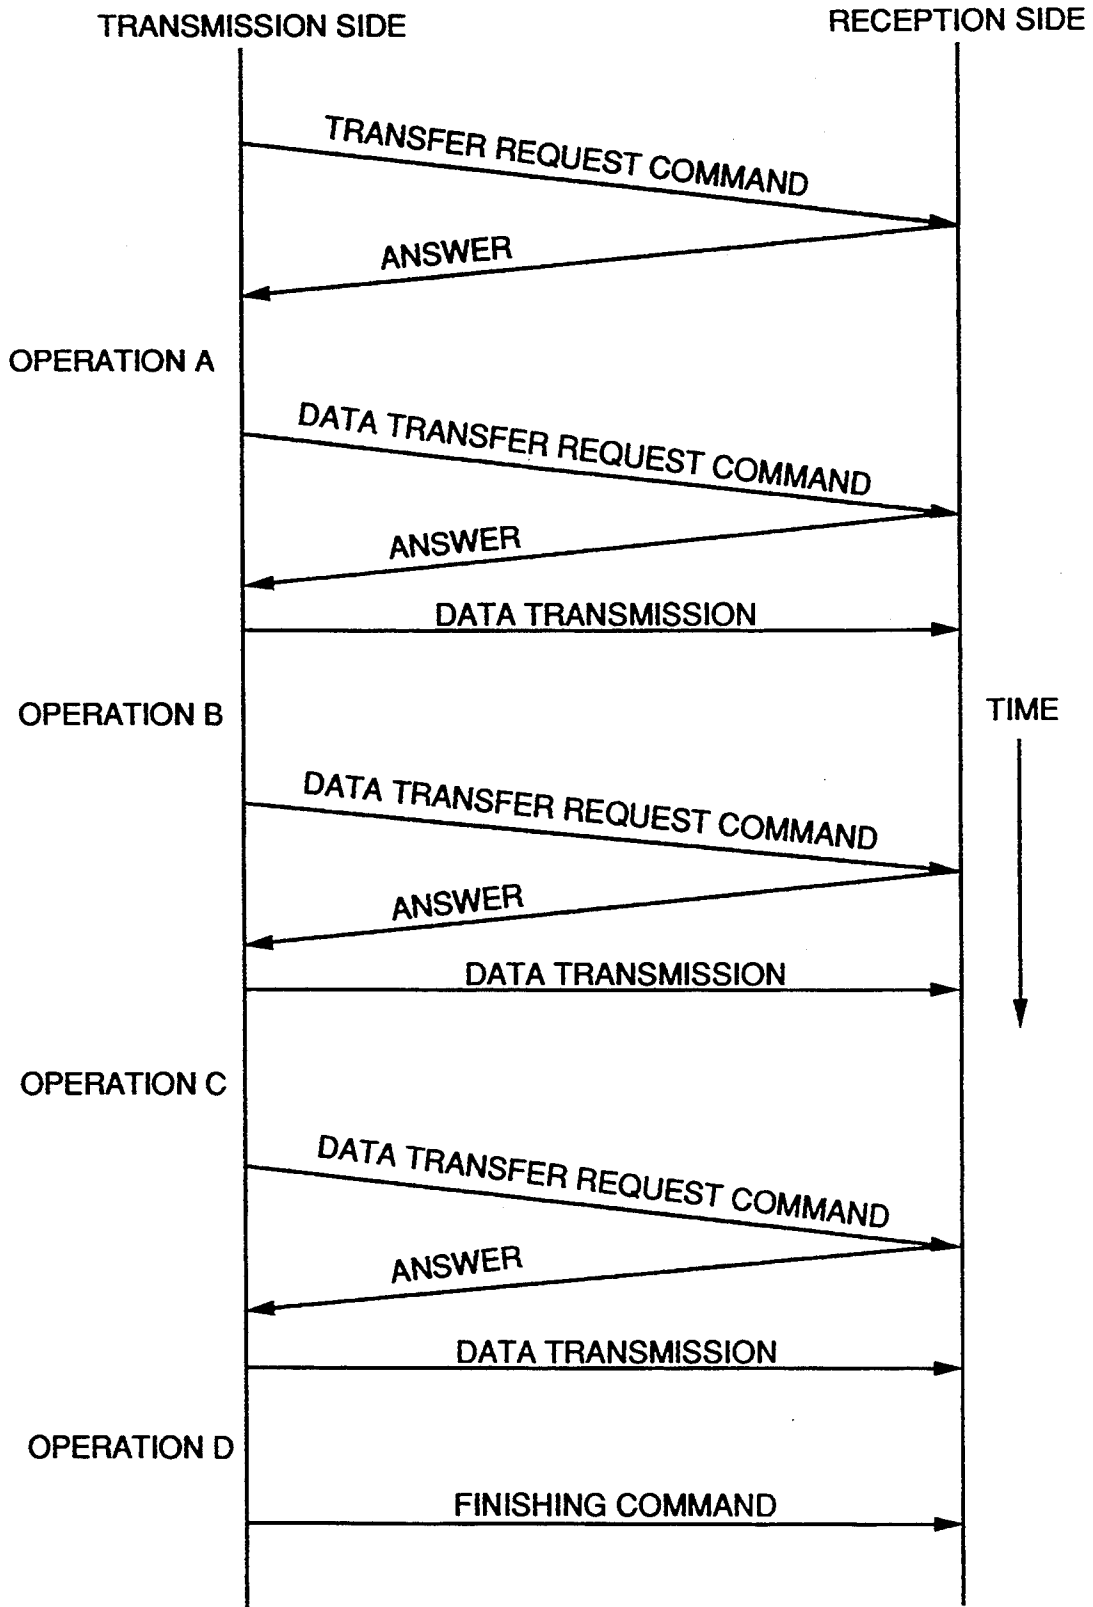 TRANSMISSION SIDE
RECEPTION SIDE
TRANSFER REQUEST COMMAND
ANSWER
OPERATION A
DATA TRANSFER REQUEST COMMAND
ANSWER
DATA TRANSMISSION
OPERATION B
TIME
DATA TRANSFER REQUEST COMMAND
ANSWER
DATA TRANSMISSION
OPERATION C
DATA TRANSFER REQUEST COMMAND
ANSWER
DATA TRANSMISSION
OPERATION D
FINISHING COMMAND